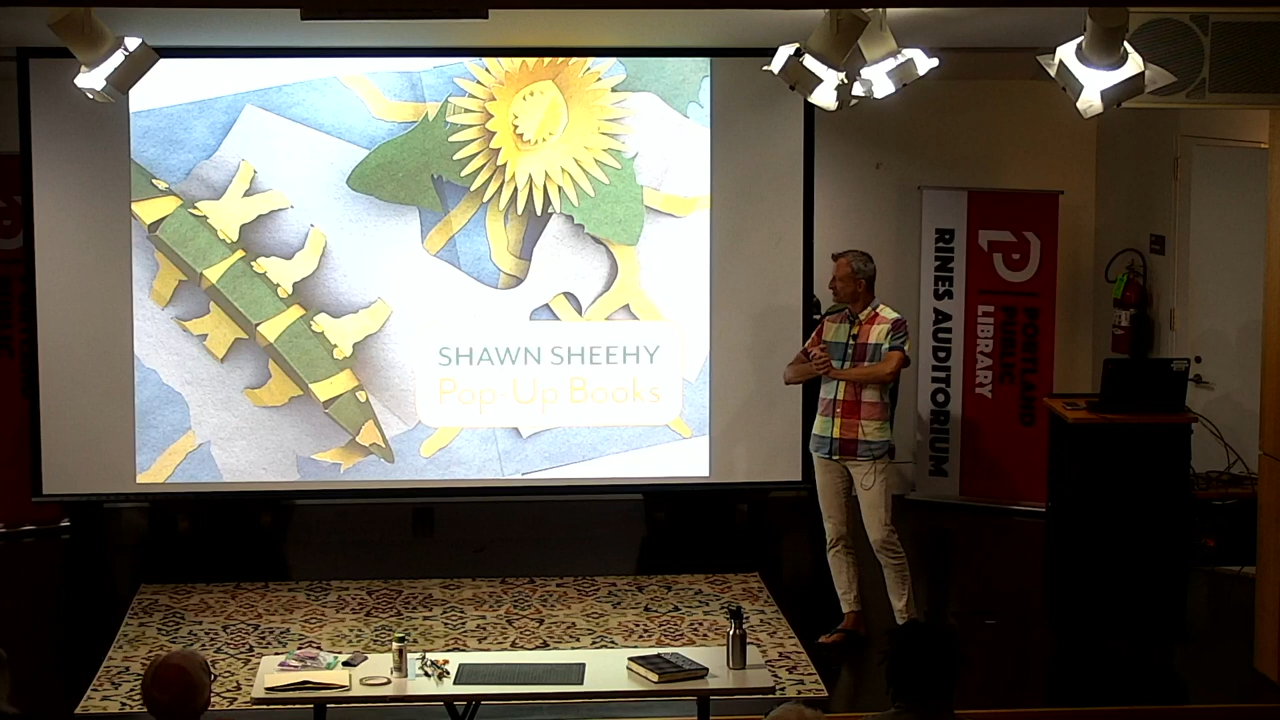 SHAWN SHEEHY
Pop-Up Books
RINES AUDITORIUM
PORTLAND
PUBLIC
LIBRARY